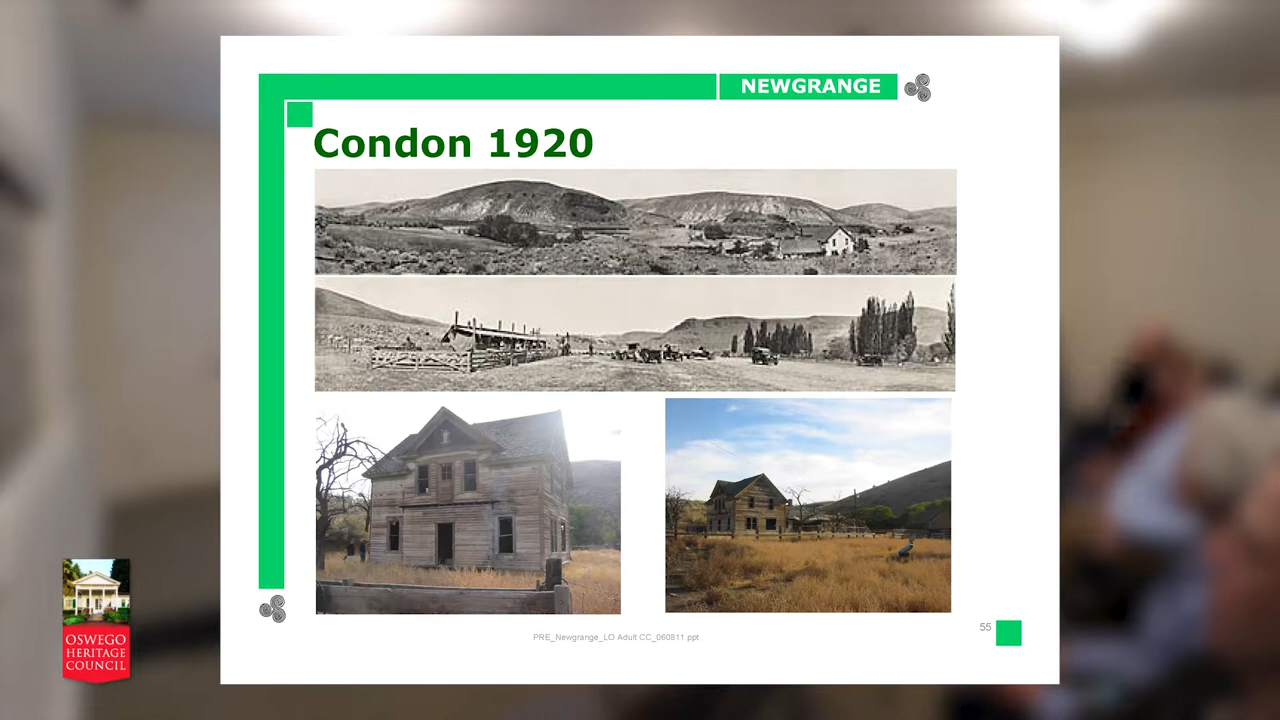 NEWGRANGE
Condon 1920
PRE_Newgrange_LO Adult CC_060811.ppt
55
OSWEGO
HERITAGE
COUNCIL